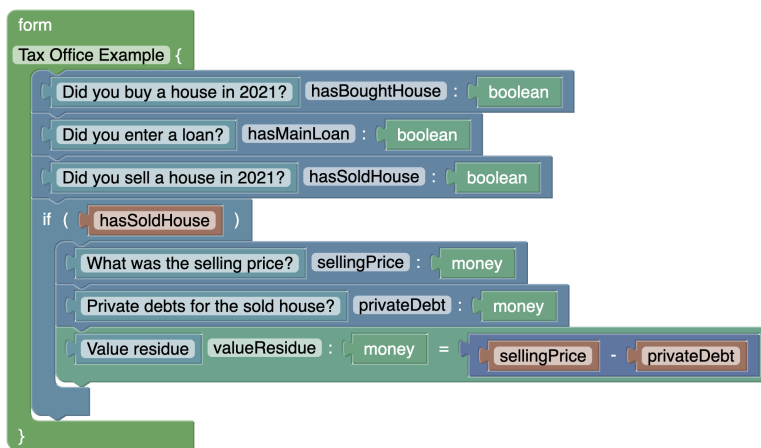 form
Tax Office Example {
Did you buy a house in 2021? hasBoughtHouse : boolean
Did you enter a loan? hasMainLoan : boolean
Did you sell a house in 2021? hasSoldHouse : boolean
if ( hasSoldHouse )
What was the selling price? sellingPrice : money
Private debts for the sold house? privateDebt : money
Value residue valueResidue : money = sellingPrice - privateDebt
}